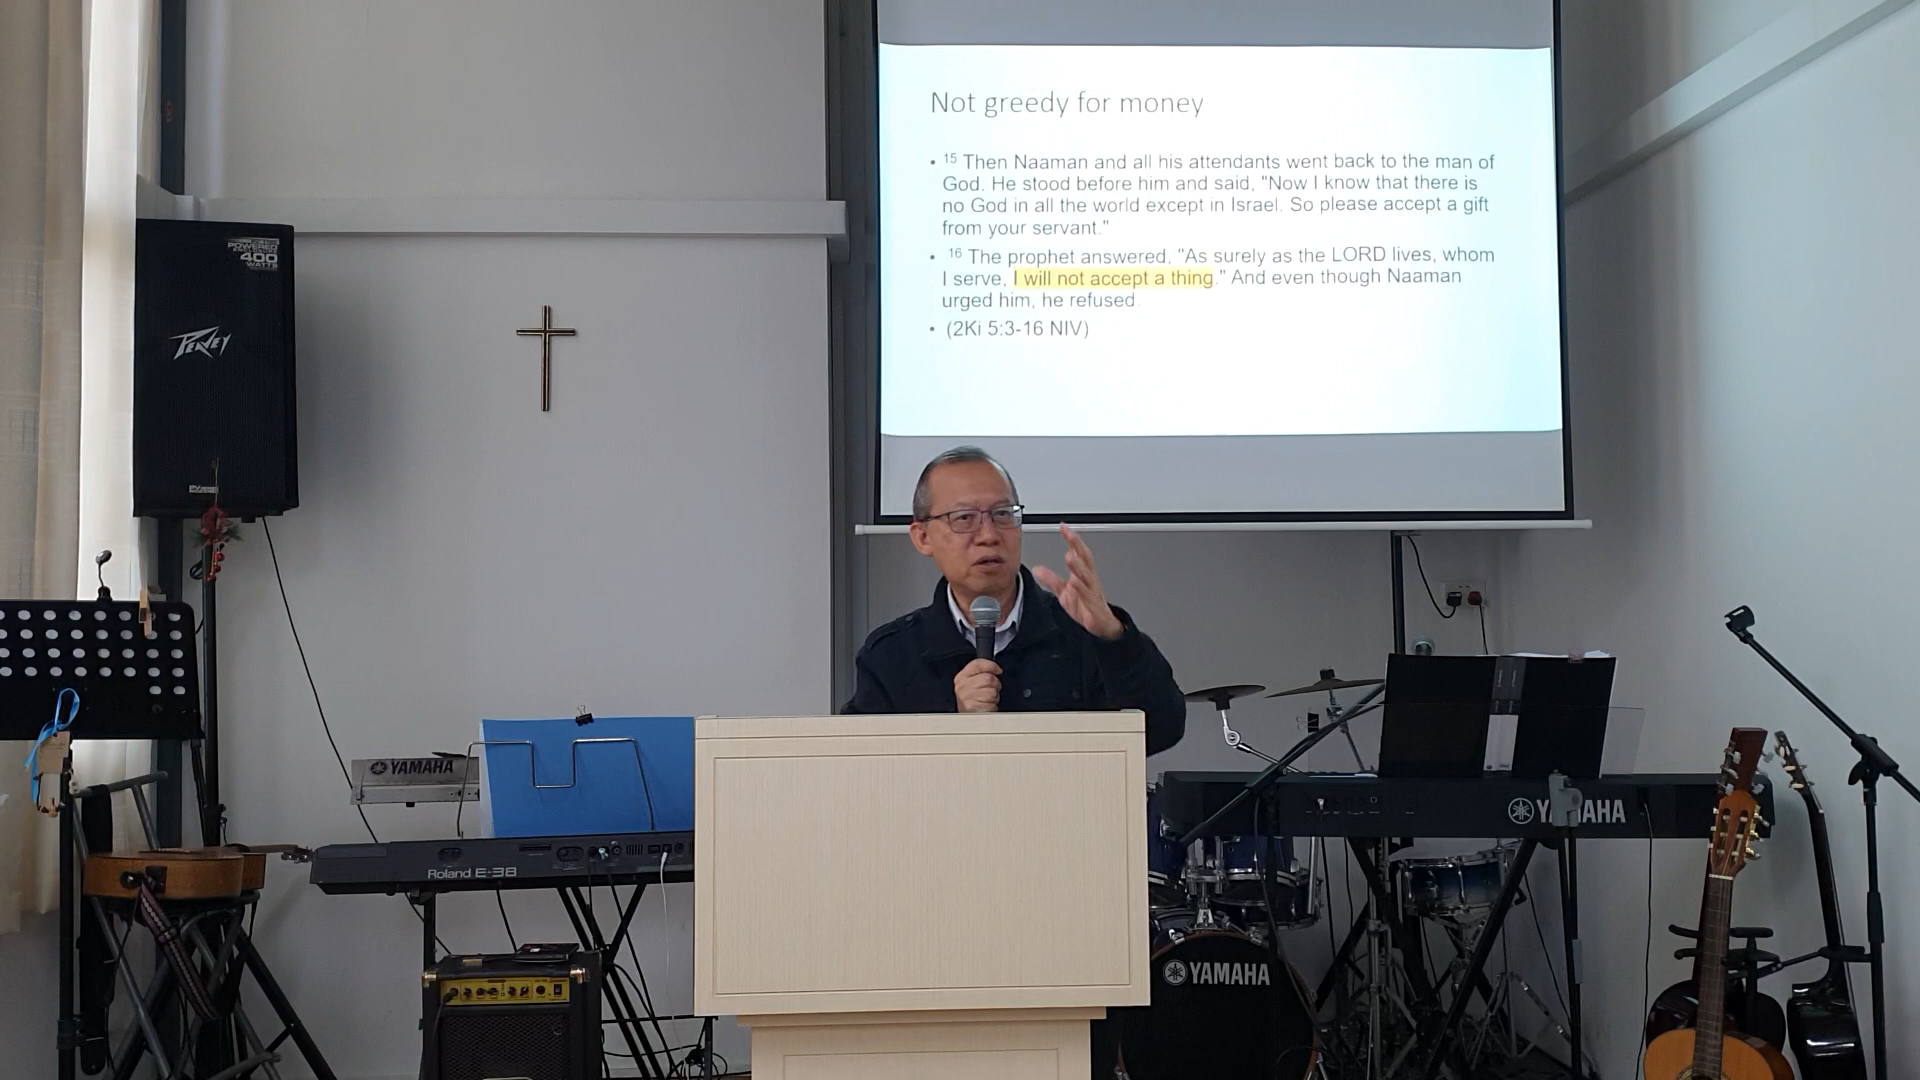 Not greedy for money
• 15 Then Naaman and all his attendants went back to the man of
God. He stood before him and said, "Now I know that there is
no God in all the world except in Israel. So please accept a gift
from your servant."
• 16 The prophet answered, "As surely as the LORD lives, whom
I serve, I will not accept a thing." And even though Naaman
urged him, he refused.
• (2Ki 5:3-16 NIV)
POWERED
400
WATTS
PEAVEY
YAMAHA
Roland E-38
YAMAHA
YAMAHA